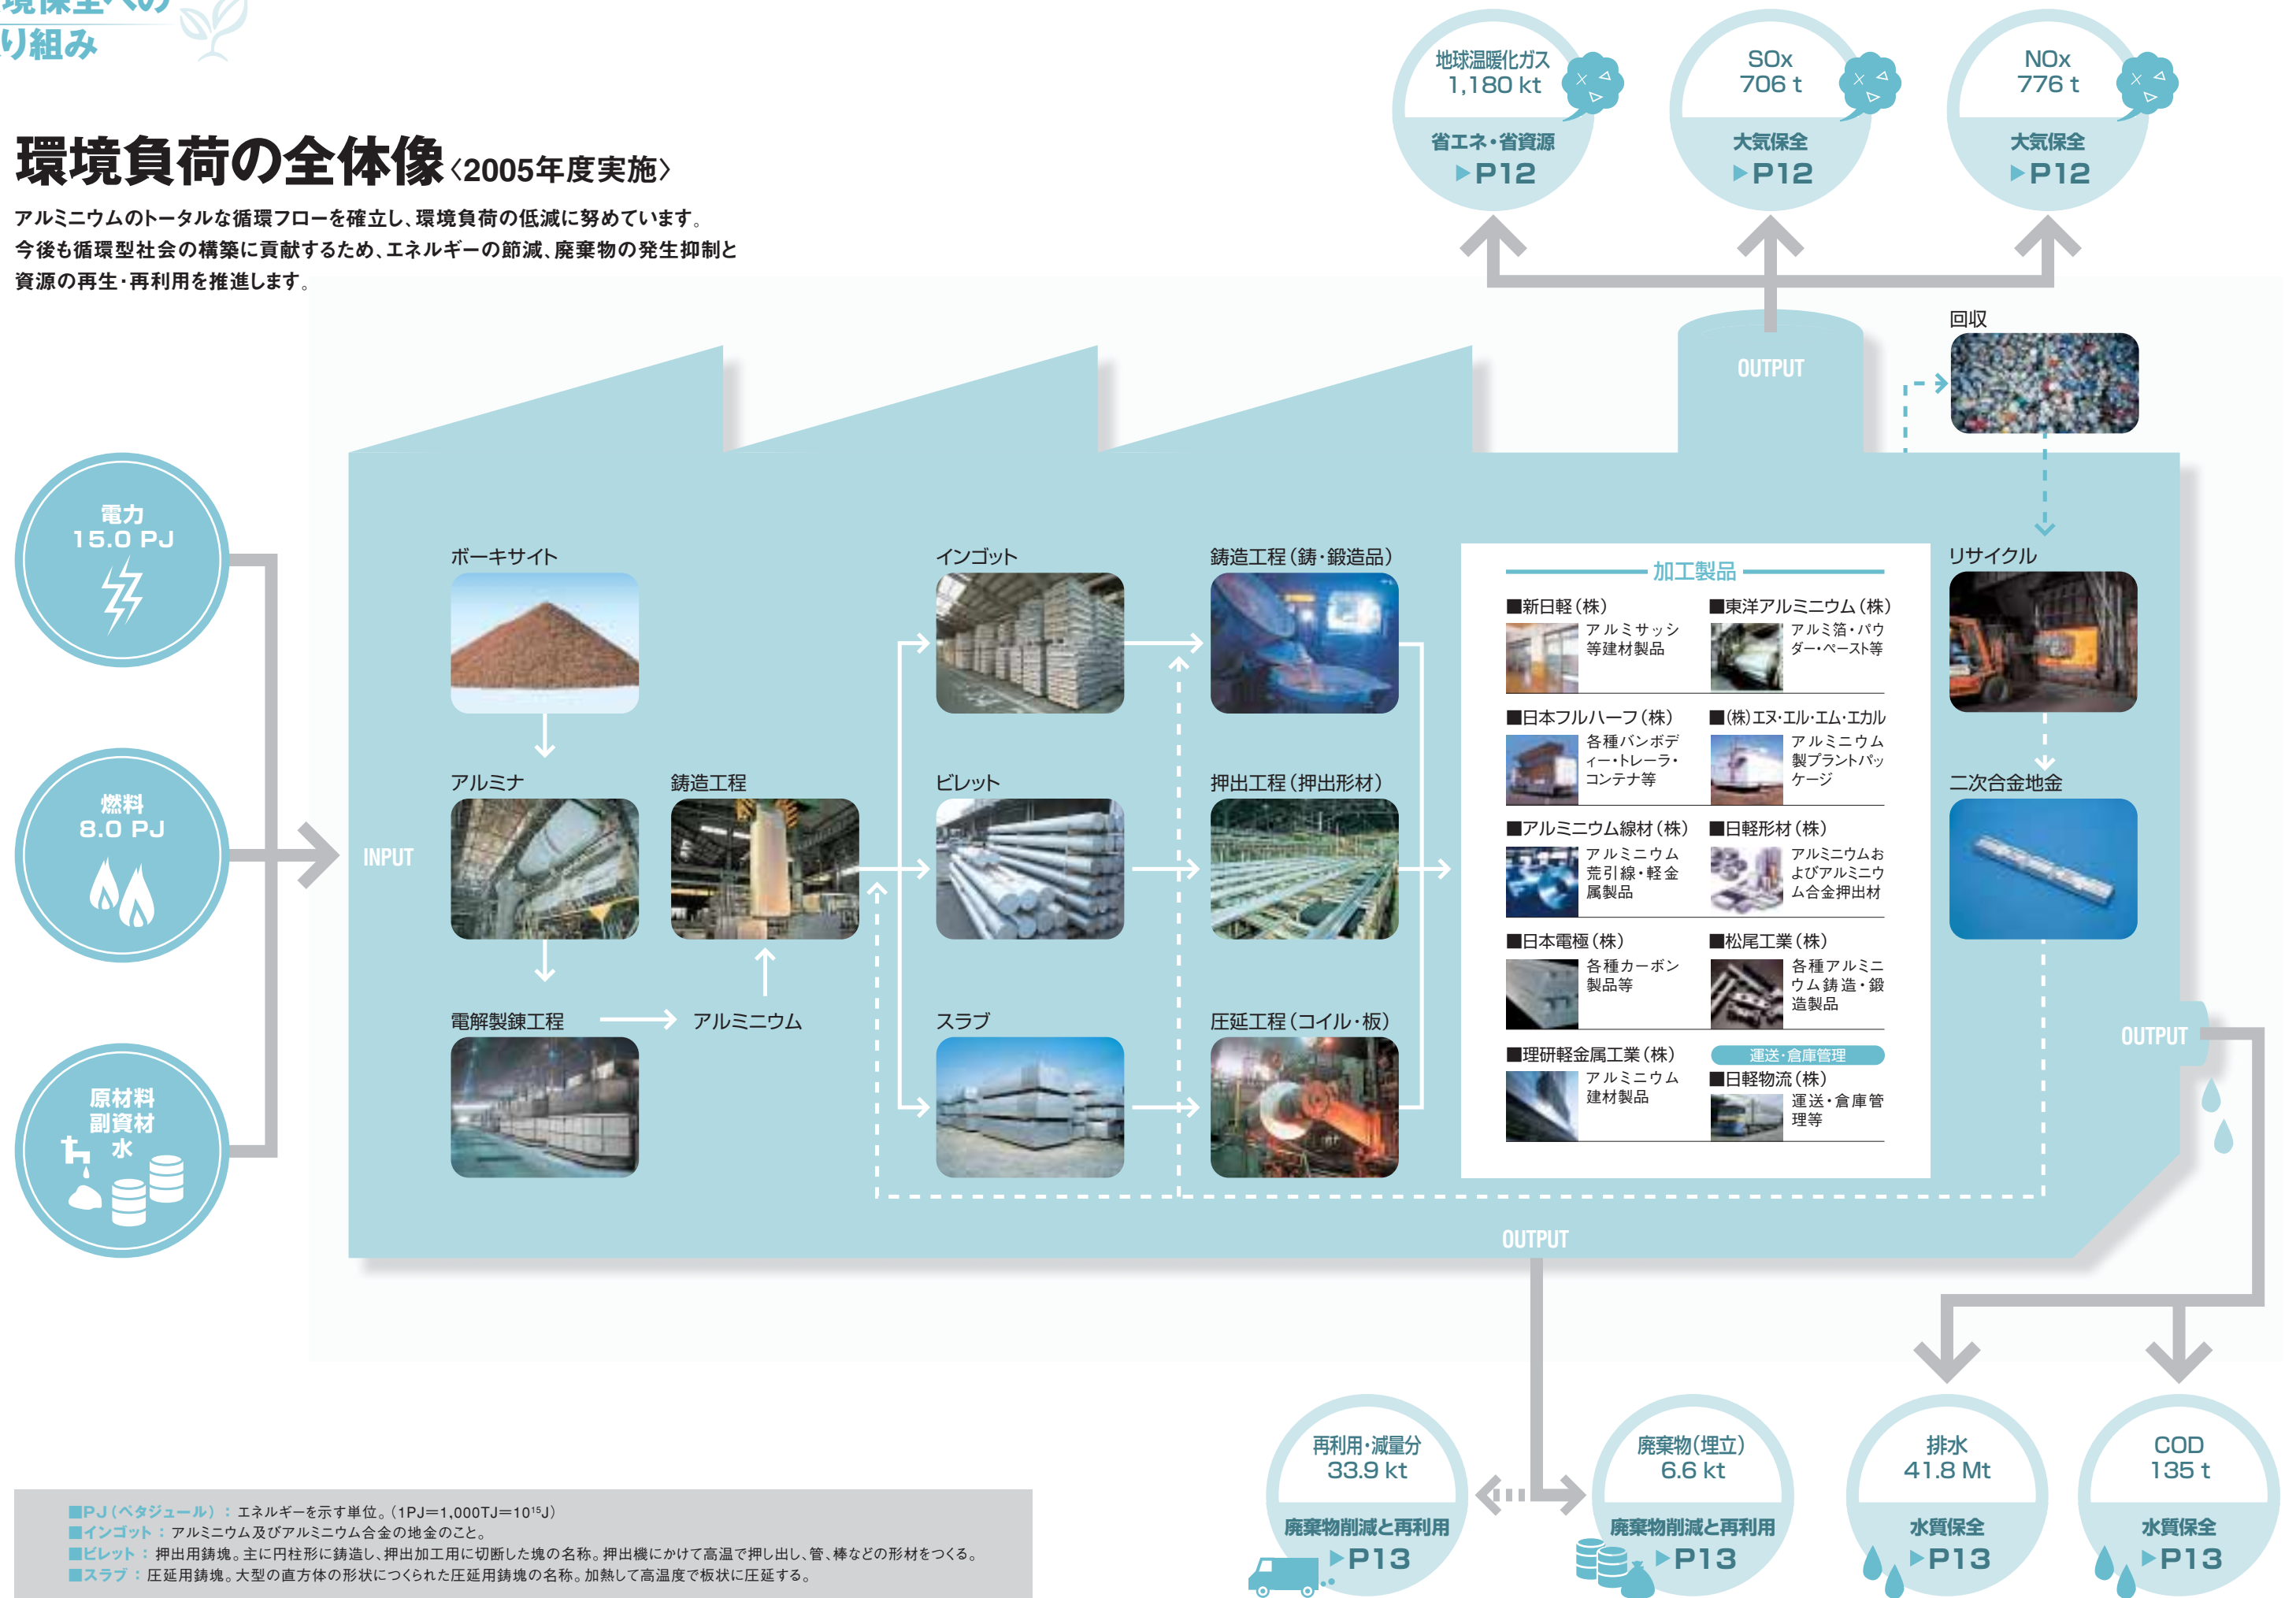 境保全への
り組み
環境負荷の全体像〈2005年度実施〉
アルミニウムのトータルな循環フローを確立し、環境負荷の低減に努めています。
今後も循環型社会の構築に貢献するため、エネルギーの節減、廃棄物の発生抑制と
資源の再生・再利用を推進します。
地球温暖化ガス
1,180 kt
省エネ・省資源
▶P12
SOx
706 t
大気保全
▶P12
NOx
776 t
大気保全
▶P12
OUTPUT
回収
電力
15.0 PJ
燃料
8.0 PJ
原材料
副資材
水
INPUT
ボーキサイト
アルミナ
電解製錬工程
アルミニウム
鋳造工程
インゴット
ビレット
スラブ
鋳造工程（鋳・鍛造品）
押出工程（押出形材）
圧延工程（コイル・板）
加工製品
■新日軽（株）
アルミサッシ
等建材製品
■東洋アルミニウム（株）
アルミ箔・パウ
ダー・ペースト等
■日本フルハーフ（株）
各種バンボデ
ィー・トレーラ・
コンテナ等
■（株）エヌ・エル・エム・エカル
アルミニウム
製プラントパッ
ケージ
■アルミニウム線材（株）
アルミニウム
荒引線・軽金
属製品
■日軽形材（株）
アルミニウムお
よびアルミニウ
ム合金押出材
■日本電極（株）
各種カーボン
製品等
■松尾工業（株）
各種アルミニ
ウム鋳造・鍛
造製品
■理研軽金属工業（株）
アルミニウム
建材製品
運送・倉庫管理
■日軽物流（株）
運送・倉庫管
理等
リサイクル
二次合金地金
OUTPUT
OUTPUT
再利用・減量分
33.9 kt
廃棄物削減と再利用
▶P13
廃棄物（埋立）
6.6 kt
廃棄物削減と再利用
▶P13
排水
41.8 Mt
水質保全
▶P13
COD
135 t
水質保全
▶P13
■PJ（ペタジュール）：エネルギーを示す単位。（1PJ＝1,000TJ＝10¹⁵J）
■インゴット：アルミニウム及びアルミニウム合金の地金のこと。
■ビレット：押出用鋳塊。主に円柱形に鋳造し、押出加工用に切断した塊の名称。押出機にかけて高温で押し出し、管、棒などの形材をつくる。
■スラブ：圧延用鋳塊。大型の直方体の形状につくられた圧延用鋳塊の名称。加熱して高温度で板状に圧延する。